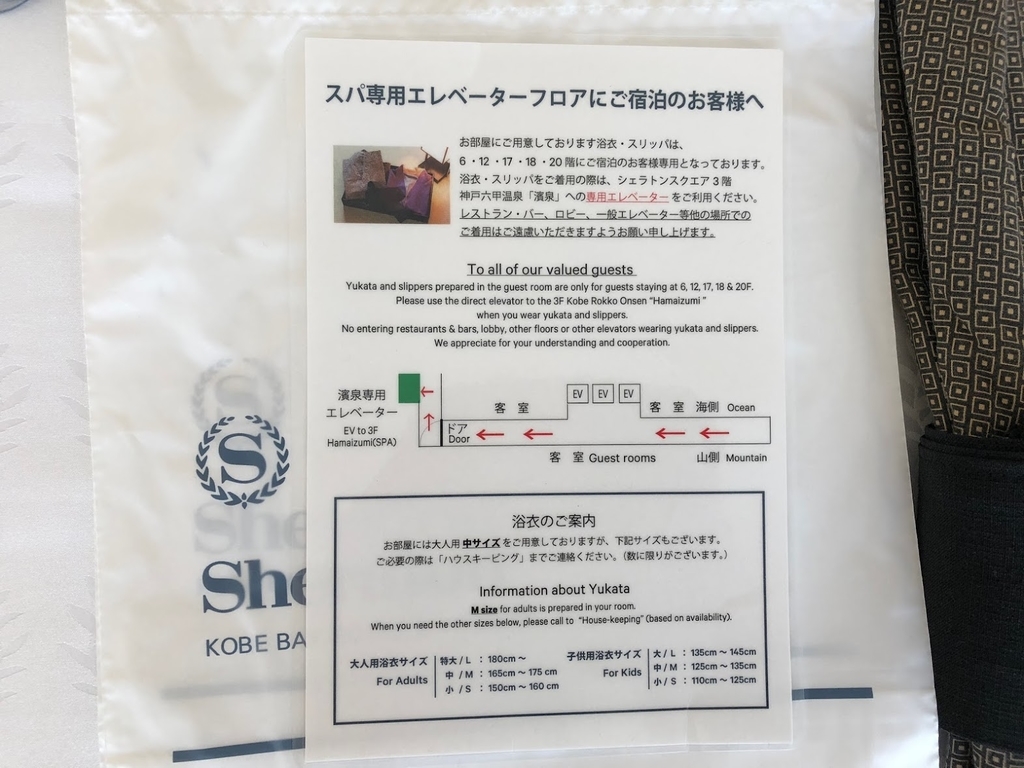 スパ専用エレベーターフロアにご宿泊のお客様へ
お部屋にご用意しております浴衣・スリッパは、
6・12・17・18・20階にご宿泊のお客様専用となっております。
浴衣・スリッパをご着用の際は、シェラトンスクエア3階
神戸六甲温泉「濱泉」への専用エレベーターをご利用ください。
レストラン・バー、ロビー、一般エレベーター等他の場所での
ご着用はご遠慮いただきますようお願い申し上げます。
To all of our valued guests
Yukata and slippers prepared in the guest room are only for guests staying at 6, 12, 17, 18 & 20F.
Please use the direct elevator to the 3F Kobe Rokko Onsen “Hamaizumi ”
when you wear yukata and slippers.
No entering restaurants & bars, lobby, other floors or other elevators wearing yukata and slippers.
We appreciate for your understanding and cooperation.
濱泉専用
エレベーター
EV to 3F
Hamaizumi(SPA)
ドア
Door
客 室
EV EV EV
客 室 海側 Ocean
客 室 Guest rooms 山側 Mountain
浴衣のご案内
お部屋には大人用中サイズをご用意しておりますが、下記サイズもございます。
ご必要の際は「ハウスキーピング」までご連絡ください。（数に限りがございます。）
Information about Yukata
M size for adults is prepared in your room.
When you need the other sizes below, please call to “House-keeping” (based on availability).
大人用浴衣サイズ
For Adults
特大 / L : 180cm ～
中 / M : 165cm ～ 175 cm
小 / S : 150cm ～ 160 cm
子供用浴衣サイズ
For Kids
大 / L : 135cm ～ 145cm
中 / M : 125cm ～ 135cm
小 / S : 110cm ～ 125cm
S
She
KOBE BA